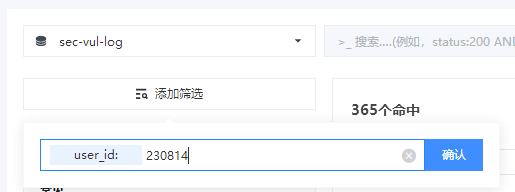 sec-vul-log
>_ 搜索....(例如，status:200 AN
添加筛选
365个命中
user_id: 230814
确认